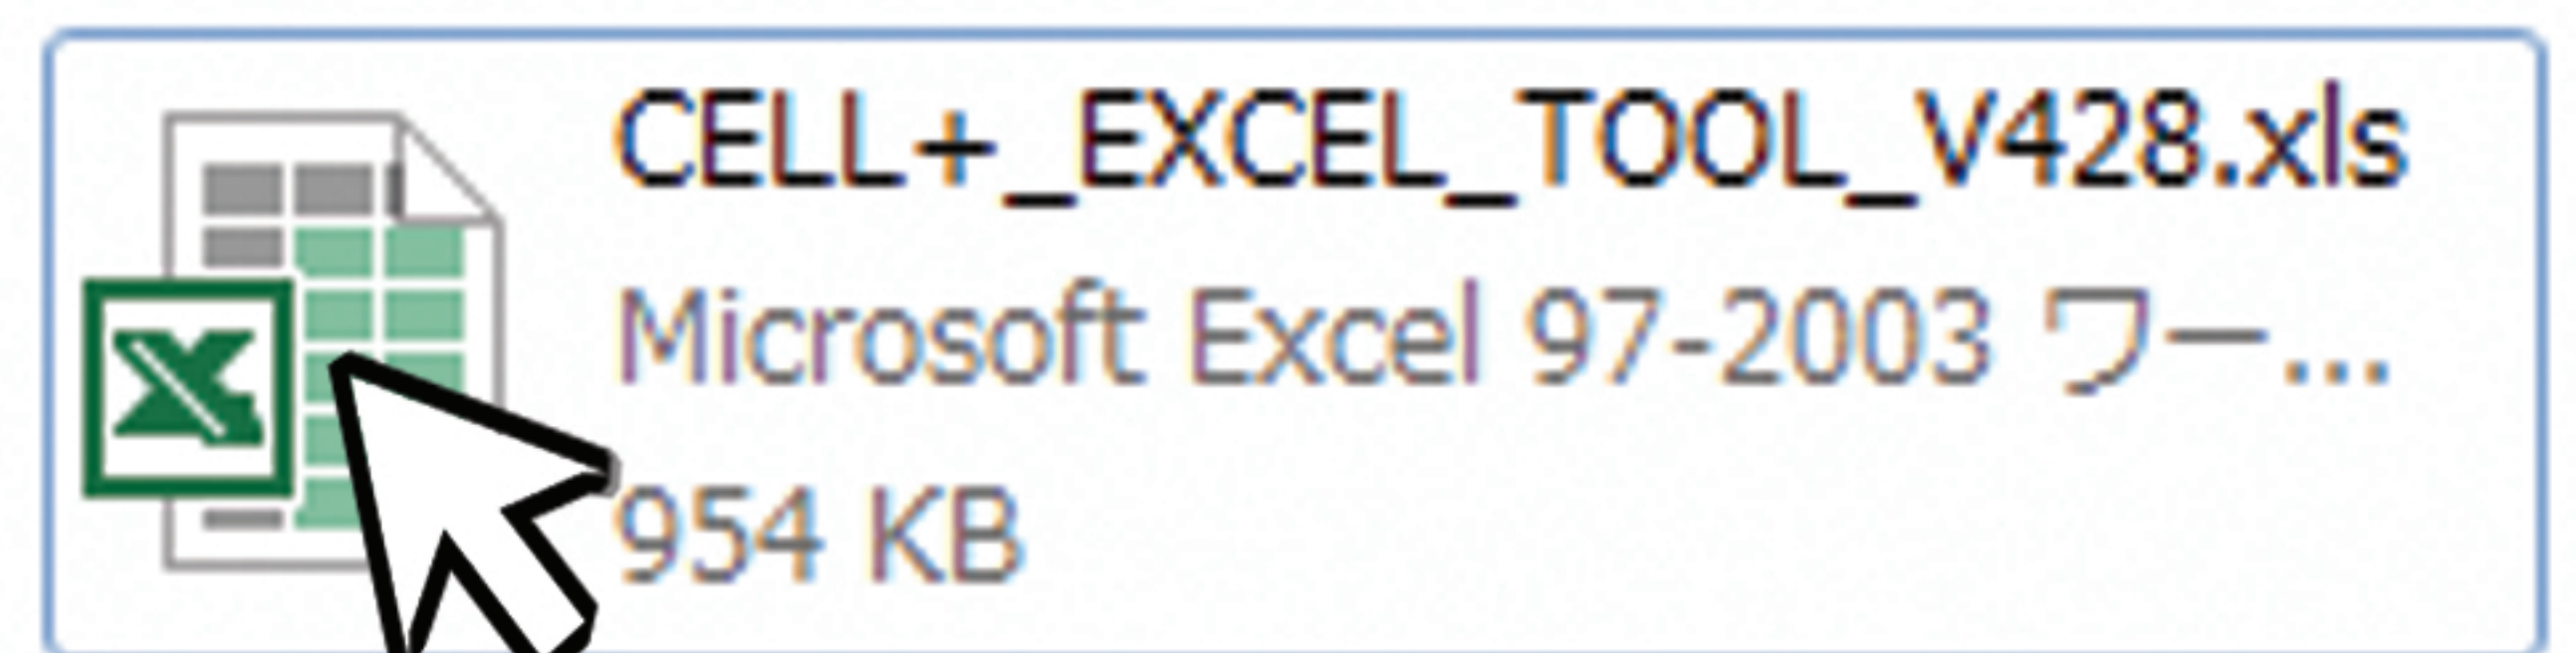 CELL+_EXCEL_TOOL_V428.xls
Microsoft Excel 97-2003 ワー...
954 KB